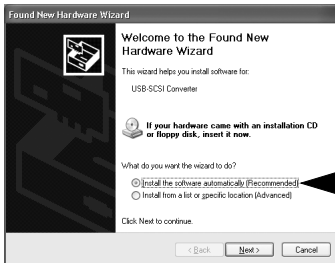 Found New Hardware Wizard
Welcome to the Found New
Hardware Wizard
This wizard helps you install software for:
USB-SCSI Converter
If your hardware came with an installation CD
or floppy disk, insert it now.
What do you want the wizard to do?
Install the software automatically (Recommended)
Install from a list or specific location (Advanced)
Click Next to continue.
< Back
Next >
Cancel